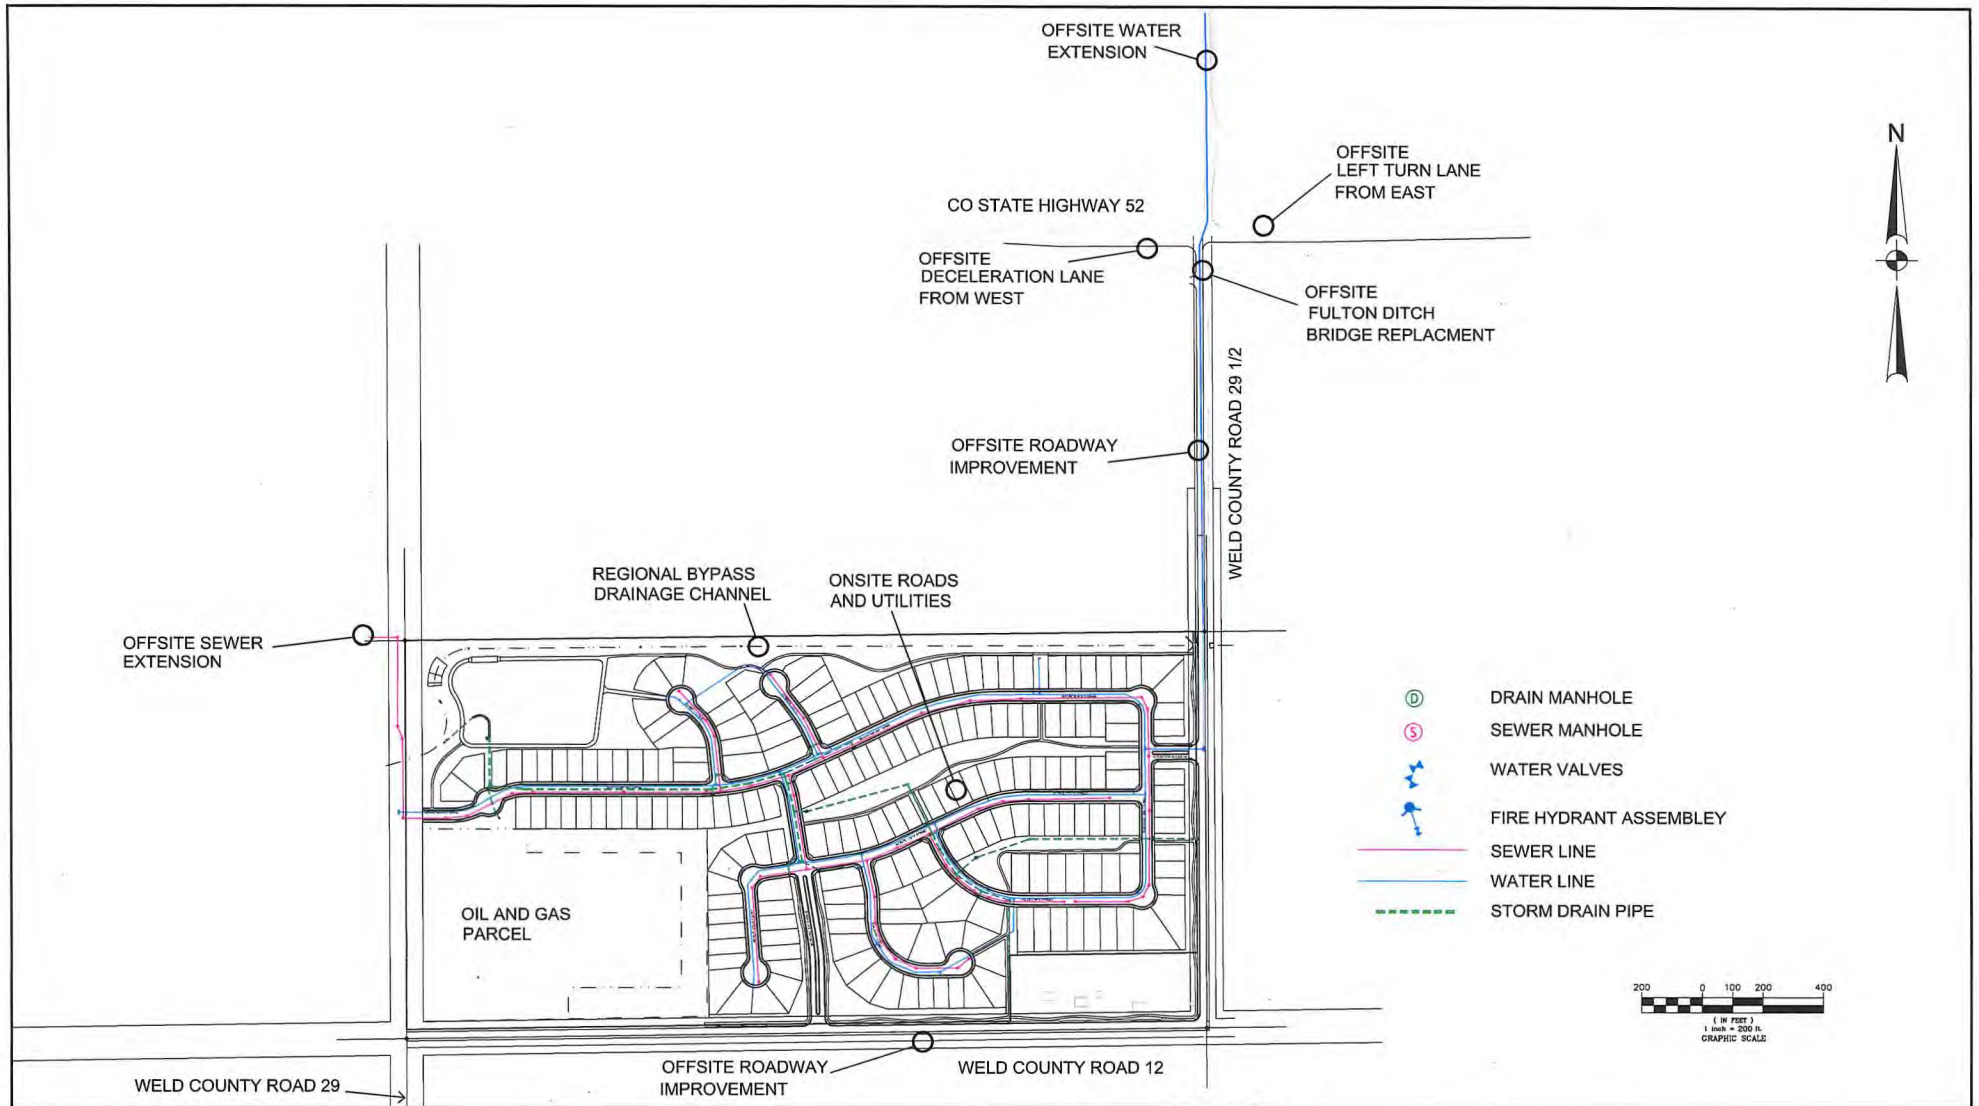 OFFSITE WATER
EXTENSION
N
OFFSITE
LEFT TURN LANE
FROM EAST
CO STATE HIGHWAY 52
OFFSITE
DECELERATION LANE
FROM WEST
OFFSITE
FULTON DITCH
BRIDGE REPLACMENT
WELD COUNTY ROAD 29 1/2
OFFSITE ROADWAY
IMPROVEMENT
REGIONAL BYPASS
DRAINAGE CHANNEL
ONSITE ROADS
AND UTILITIES
OFFSITE SEWER
EXTENSION
D DRAIN MANHOLE
S SEWER MANHOLE
WATER VALVES
FIRE HYDRANT ASSEMBLEY
SEWER LINE
WATER LINE
STORM DRAIN PIPE
OIL AND GAS
PARCEL
200 0 100 200 400
( IN FEET )
1 inch = 200 ft.
GRAPHIC SCALE
OFFSITE ROADWAY
IMPROVEMENT
WELD COUNTY ROAD 12
WELD COUNTY ROAD 29